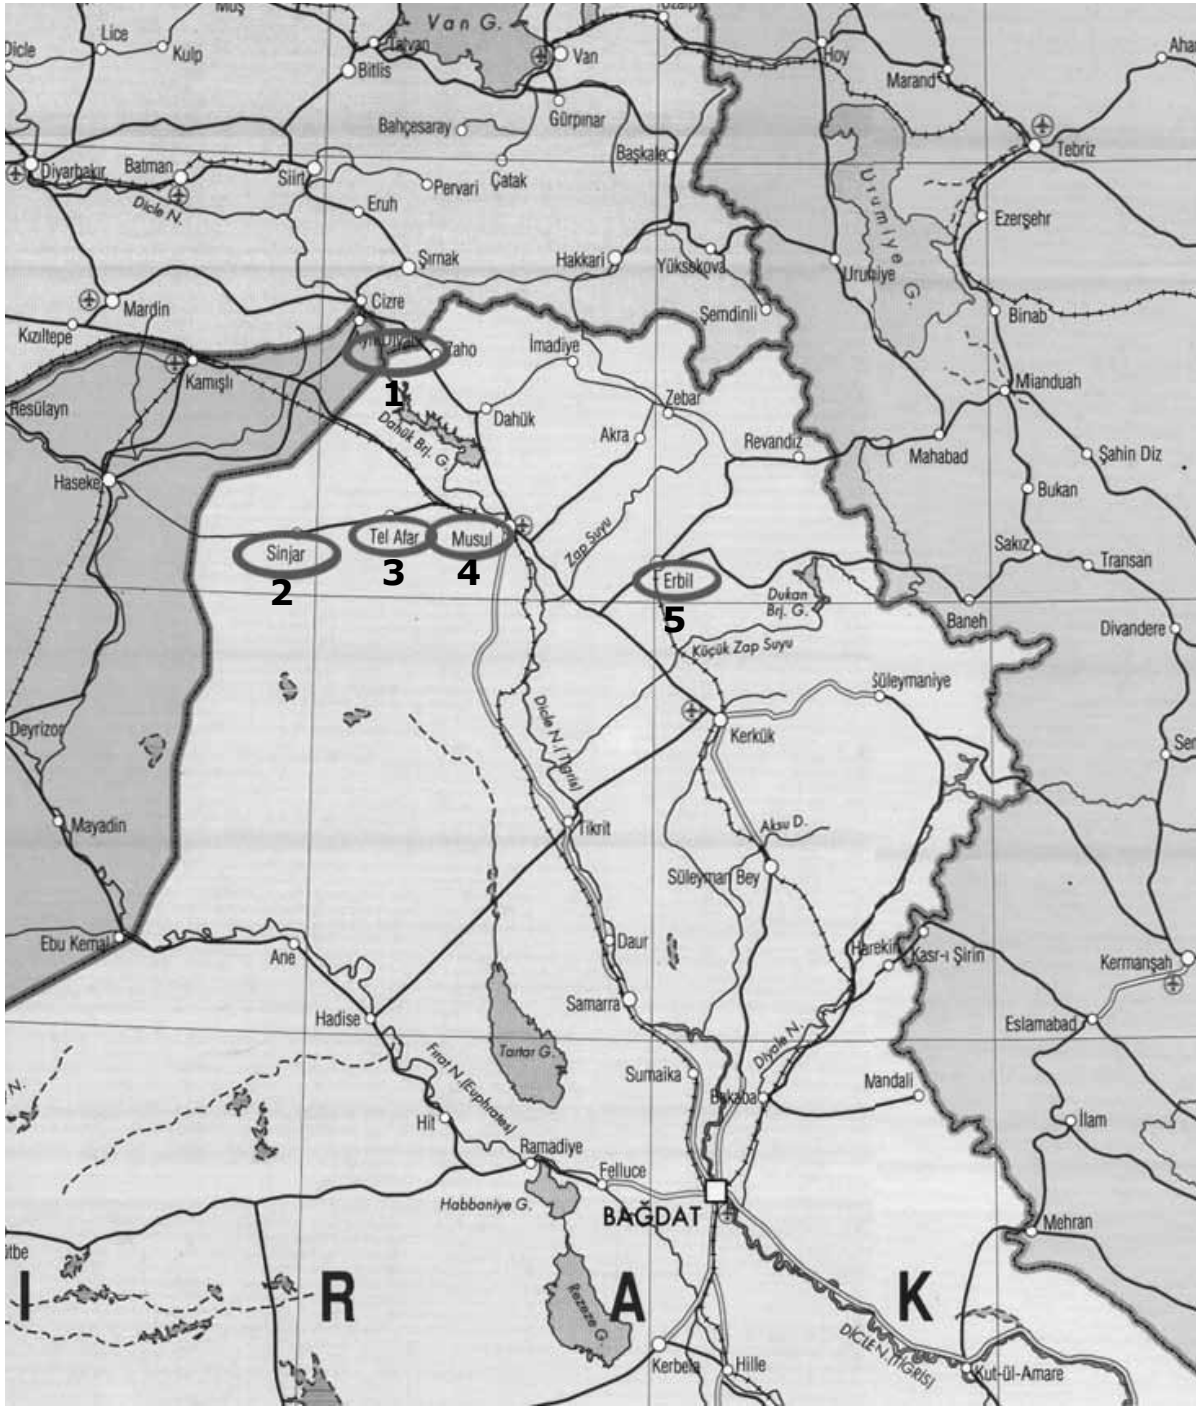 Muş
Van G.
Lice
Kulp
Dicle
Tatvan
Bitlis
Van
Hoy
Marand
Gürpınar
Bahçesaray
Başkale
Tebriz
Diyarbakır
Batman
Siirt
Pervari
Çatak
Dicle N.
Eruh
Ezerşehr
Urumiye G.
Şırnak
Hakkari
Yüksekova
Urumiye
Mardin
Cizre
Şemdinli
Binab
Kızıltepe
Zaho
İmadiye
Kamışlı
1
Mianduah
Resülayn
Dahük
Zebar
Dahük Brj. G.
Akra
Revandız
Mahabad
Şahin Diz
Haseke
Bukan
Sinjar
Tel Afar
Musul
Zap Suyu
Sakız
Transan
2
3
4
Erbil
5
Dukan
Brj. G.
Baneh
Divandere
Küçük Zap Suyu
Süleymaniye
Deyrizor
Dicle N. (Tigris)
Kerkük
Mayadin
Tikrit
Aksu D.
Süleyman Bey
Ebu Kemal
Ane
Daur
Harekin
Kasr-ı Şirin
Kermanşah
Hadise
Samarra
Eslamabad
Fırat N. (Euphrates)
Tartar G.
Sumaika
Diyale N.
Mandali
N.
Bakaba
Hit
İlam
Ramadiye
Felluce
Habbaniye G.
BAĞDAT
Mehran
I R A K
Rezeze G.
DİCLE N. (TİGRİS)
Kerbela
Hille
Kut-ül-Amare